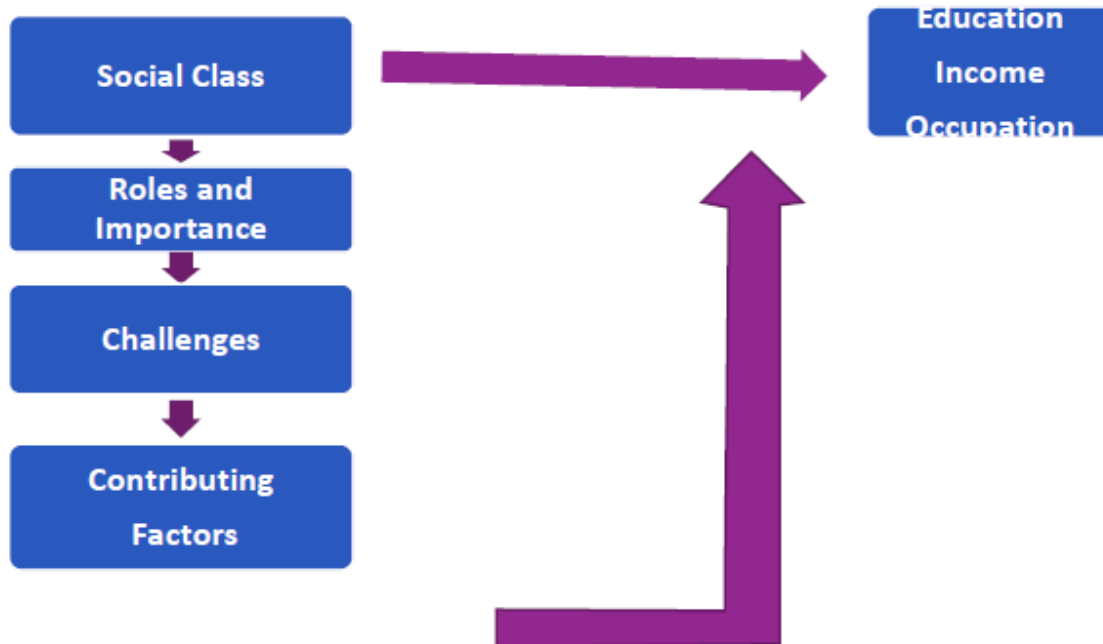 Social Class
Roles and
Importance
Challenges
Contributing
Factors
Education
Income
Occupation